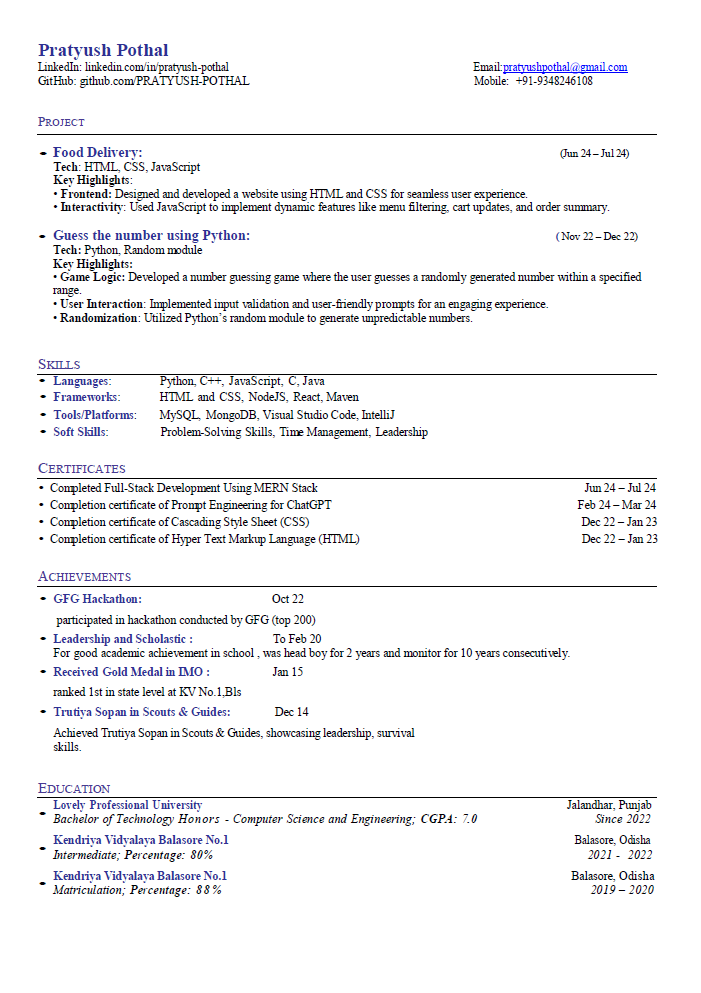 Pratyush Pothal
LinkedIn: linkedin.com/in/pratyush-pothal Email:pratyushpothal@gmail.com
GitHub: github.com/PRATYUSH-POTHAL Mobile: +91-9348246108
PROJECT
• Food Delivery: (Jun 24 – Jul 24)
Tech: HTML, CSS, JavaScript
Key Highlights:
• Frontend: Designed and developed a website using HTML and CSS for seamless user experience.
• Interactivity: Used JavaScript to implement dynamic features like menu filtering, cart updates, and order summary.
• Guess the number using Python: ( Nov 22 – Dec 22)
Tech: Python, Random module
Key Highlights:
• Game Logic: Developed a number guessing game where the user guesses a randomly generated number within a specified
range.
• User Interaction: Implemented input validation and user-friendly prompts for an engaging experience.
• Randomization: Utilized Python's random module to generate unpredictable numbers.
SKILLS
• Languages: Python, C++, JavaScript, C, Java
• Frameworks: HTML and CSS, NodeJS, React, Maven
• Tools/Platforms: MySQL, MongoDB, Visual Studio Code, IntelliJ
• Soft Skills: Problem-Solving Skills, Time Management, Leadership
CERTIFICATES
• Completed Full-Stack Development Using MERN Stack Jun 24 – Jul 24
• Completion certificate of Prompt Engineering for ChatGPT Feb 24 – Mar 24
• Completion certificate of Cascading Style Sheet (CSS) Dec 22 – Jan 23
• Completion certificate of Hyper Text Markup Language (HTML) Dec 22 – Jan 23
ACHIEVEMENTS
• GFG Hackathon: Oct 22
participated in hackathon conducted by GFG (top 200)
• Leadership and Scholastic : To Feb 20
For good academic achievement in school , was head boy for 2 years and monitor for 10 years consecutively.
• Received Gold Medal in IMO : Jan 15
ranked 1st in state level at KV No.1,Bls
• Trutiya Sopan in Scouts & Guides: Dec 14
Achieved Trutiya Sopan in Scouts & Guides, showcasing leadership, survival
skills.
EDUCATION
• Lovely Professional University Jalandhar, Punjab
Bachelor of Technology Honors - Computer Science and Engineering; CGPA: 7.0 Since 2022
• Kendriya Vidyalaya Balasore No.1 Balasore, Odisha
Intermediate; Percentage: 80% 2021 - 2022
• Kendriya Vidyalaya Balasore No.1 Balasore, Odisha
Matriculation; Percentage: 88% 2019 – 2020